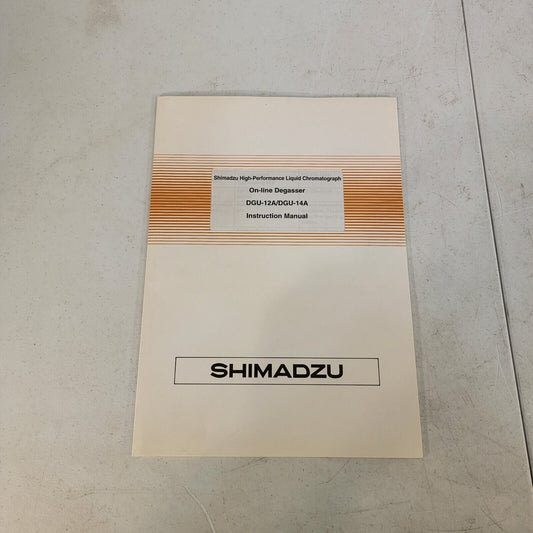 Shimadzu High-Performance Liquid Chromatograph
On-line Degasser
DGU-12A/DGU-14A
Instruction Manual
SHIMADZU